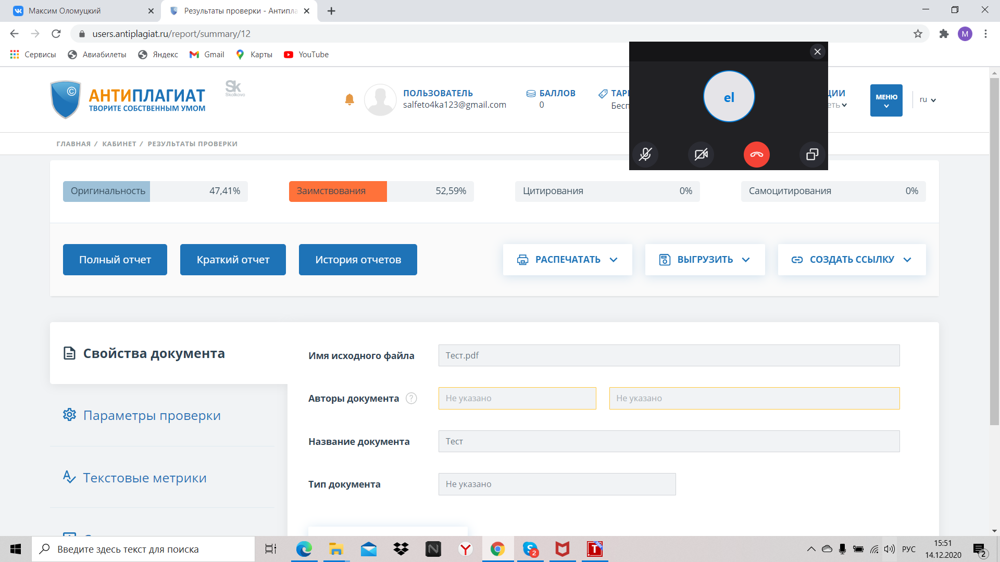 Максим Оломуцкий
Результаты проверки - Антипла
users.antiplagiat.ru/report/summary/12
M
Сервисы
Авиабилеты
Яндекс
Gmail
Карты
YouTube
©
АНТИПЛАГИАТ
ТВОРИТЕ СОБСТВЕННЫМ УМОМ
Sk
Skolkovo
ПОЛЬЗОВАТЕЛЬ
salfeto4ka123@gmail.com
БАЛЛОВ
0
ТАР
Бесп
el
ЦИИ
еть
МЕНЮ
ru
ГЛАВНАЯ / КАБИНЕТ / РЕЗУЛЬТАТЫ ПРОВЕРКИ
Оригинальность 47,41%
Заимствования 52,59%
Цитирования 0%
Самоцитирования 0%
Полный отчет
Краткий отчет
История отчетов
РАСПЕЧАТАТЬ
ВЫГРУЗИТЬ
СОЗДАТЬ ССЫЛКУ
Свойства документа
Параметры проверки
Текстовые метрики
Имя исходного файла Тест.pdf
Авторы документа ? Не указано Не указано
Название документа Тест
Тип документа Не указано
Введите здесь текст для поиска
2
РУС
15:51
14.12.2020
2